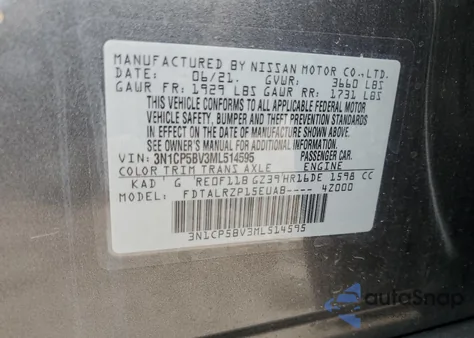 MANUFACTURED BY NISSAN MOTOR CO.,LTD.
DATE: 06/21. GVWR: 3660 LBS
GAWR FR: 1929 LBS GAWR RR: 1731 LBS
THIS VEHICLE CONFORMS TO ALL APPLICABLE FEDERAL MOTOR
VEHICLE SAFETY, BUMPER, AND THEFT PREVENTION STANDARDS
IN EFFECT ON THE DATE OF MANUFACTURE SHOWN ABOVE.
SEE OWNER'S MANUAL FOR ADDITIONAL INFORMATION
VIN: 3N1CP5BV3ML514595 PASSENGER CAR.
COLOR TRIM TRANS AXLE ENGINE
KAD G RE0F11B GZ39 HR16DE 1598 CC
MODEL: FDTALRZP15EUAB---- 4Z000
3N1CP5BV3ML514595
autoSnap